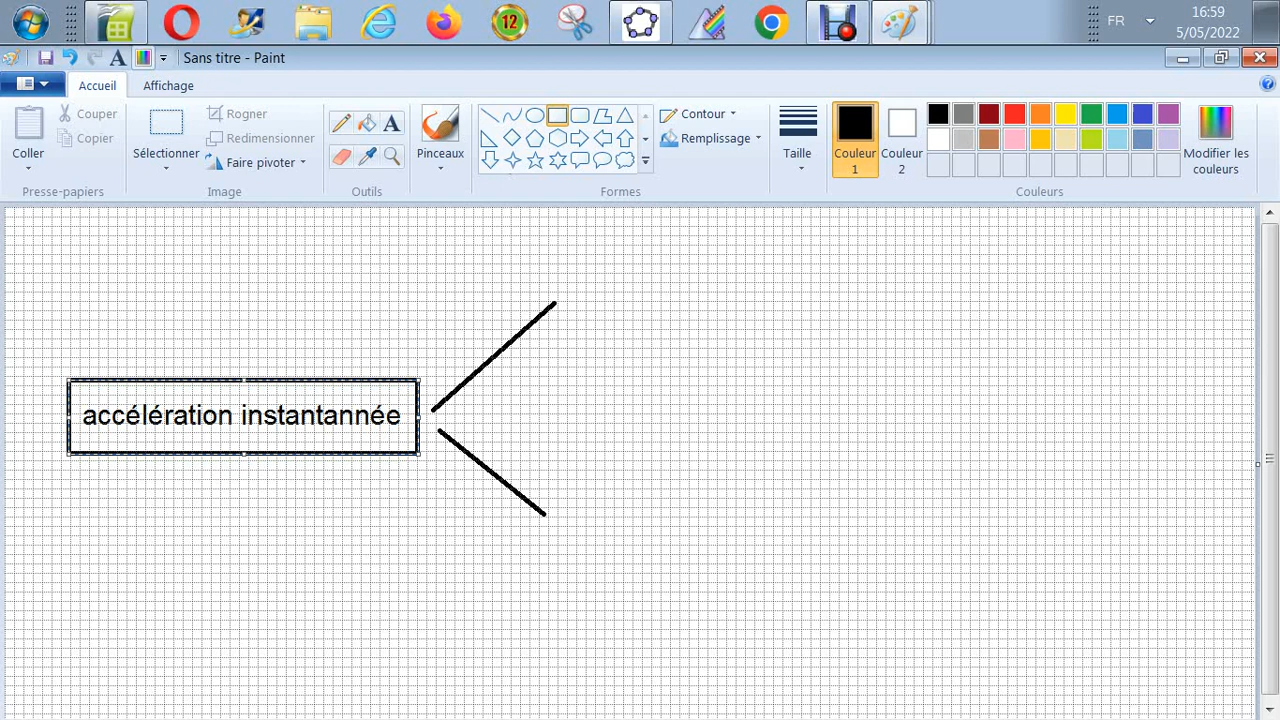 12
FR
16:59
5/05/2022
Sans titre - Paint
Accueil
Affichage
Coller
Couper
Copier
Presse-papiers
Sélectionner
Rogner
Redimensionner
Faire pivoter
Image
Outils
Pinceaux
Formes
Contour
Remplissage
Taille
Couleur 1
Couleur 2
Modifier les couleurs
Couleurs
accélération instantannée